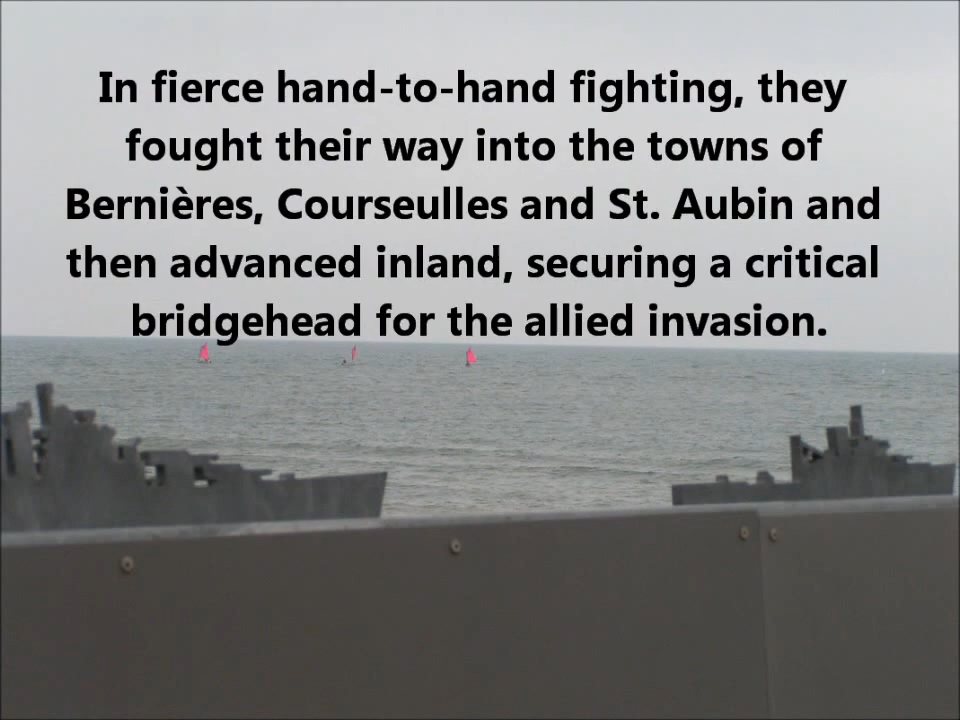 In fierce hand-to-hand fighting, they
fought their way into the towns of
Bernières, Courseulles and St. Aubin and
then advanced inland, securing a critical
bridgehead for the allied invasion.